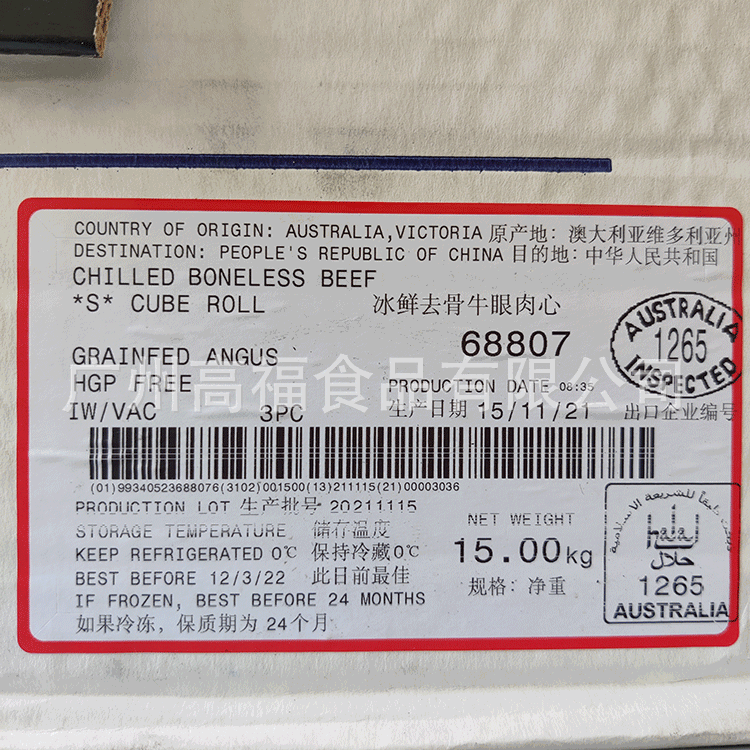 COUNTRY OF ORIGIN: AUSTRALIA,VICTORIA 原产地: 澳大利亚维多利亚州
DESTINATION: PEOPLE'S REPUBLIC OF CHINA 目的地: 中华人民共和国
CHILLED BONELESS BEEF
*S* CUBE ROLL 冰鲜去骨牛眼肉心
68807
AUSTRALIA
1265
INSPECTED
GRAINFED ANGUS
HGP FREE
广州高福食品有限公司
PRODUCTION DATE 08:35
IW/VAC 3PC 生产日期 15/11/21 出口企业编号
(01)99340523688076(3102)001500(13)211115(21)00003036
PRODUCTION LOT 生产批号 20211115
STORAGE TEMPERATURE 储存温度
NET WEIGHT
KEEP REFRIGERATED 0℃ 保持冷藏0℃
15.00kg
BEST BEFORE 12/3/22 此日前最佳
规格: 净重
IF FROZEN, BEST BEFORE 24 MONTHS
如果冷冻, 保质期为24个月
halal
حلال
1265
AUSTRALIA